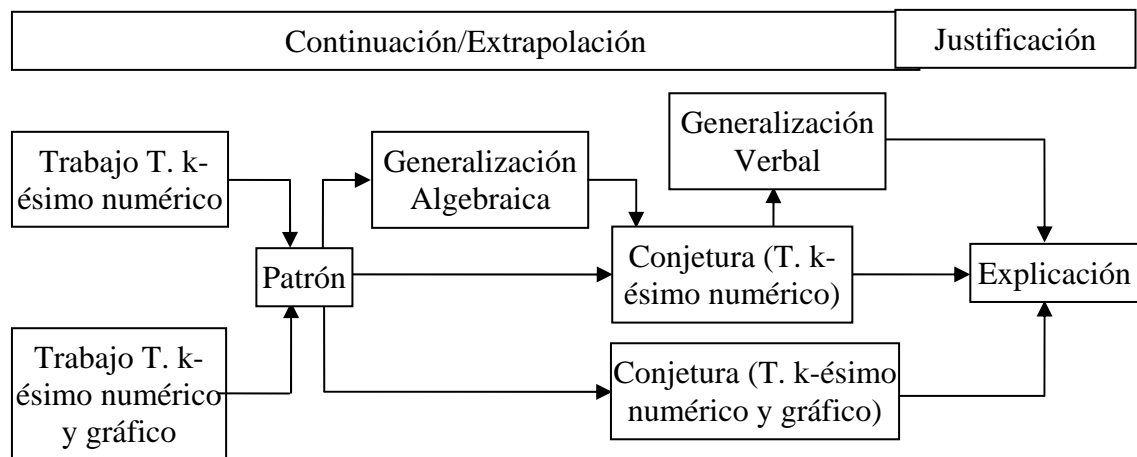 Continuación/Extrapolación
Justificación
Trabajo T. k-
ésimo numérico
Generalización
Algebraica
Generalización
Verbal
Patrón
Conjetura (T. k-
ésimo numérico)
Explicación
Trabajo T. k-
ésimo numérico
y gráfico
Conjetura (T. k-ésimo
numérico y gráfico)